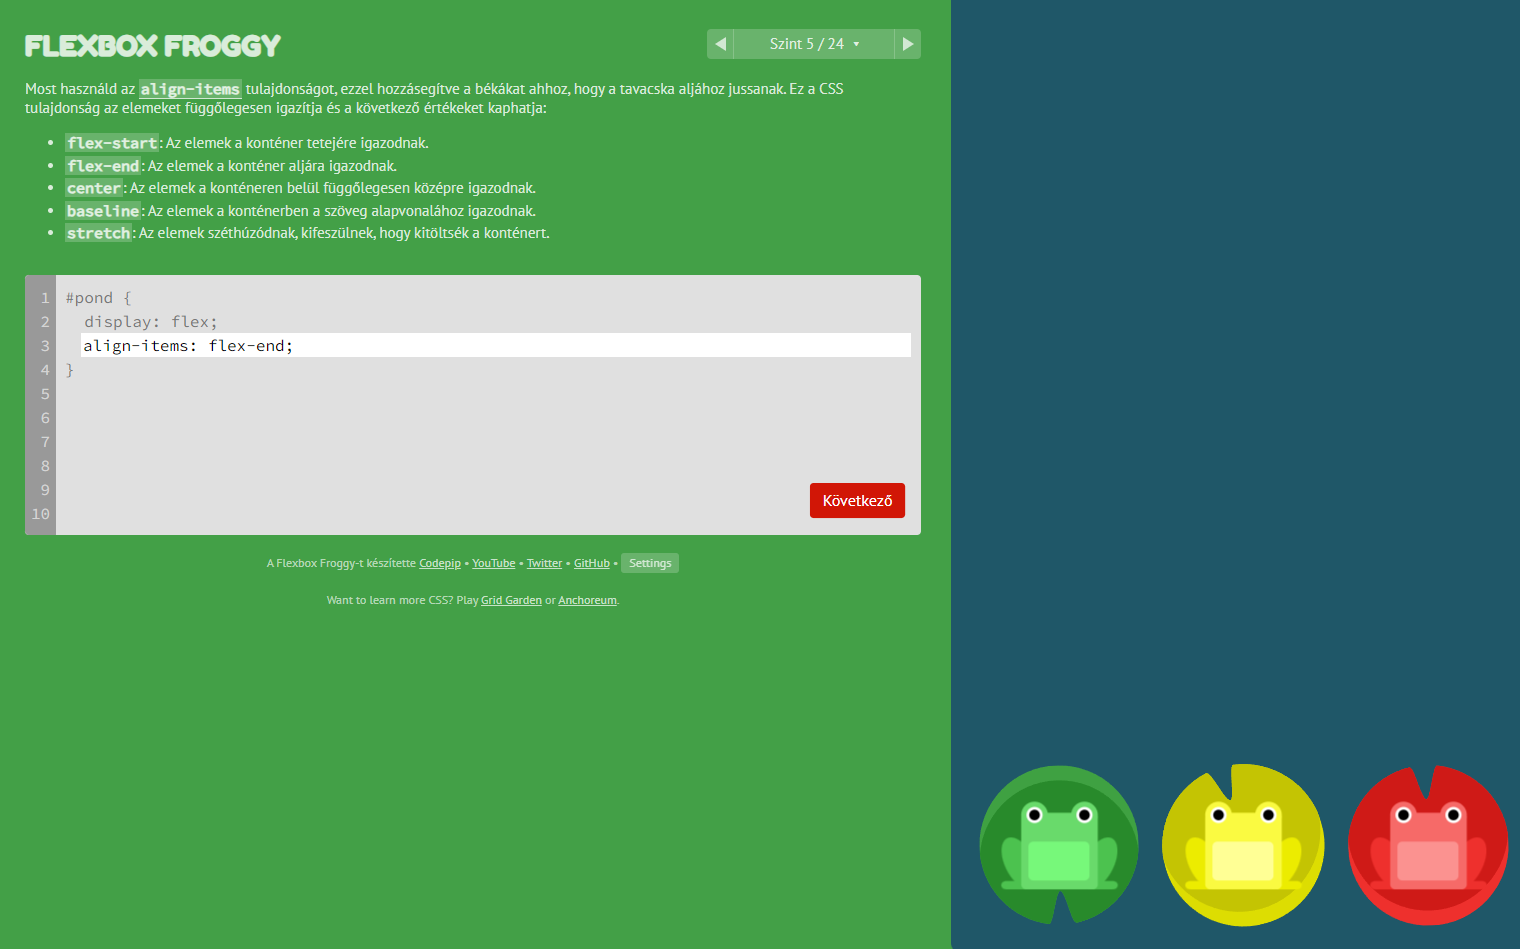 FLEXBOX FROGGY
◀ Szint 5 / 24 ▼ ▶
Most használd az align-items tulajdonságot, ezzel hozzásegítve a békákat ahhoz, hogy a tavacska aljához jussanak. Ez a CSS
tulajdonság az elemeket függőlegesen igazítja és a következő értékeket kaphatja:
• flex-start: Az elemek a konténer tetejére igazodnak.
• flex-end: Az elemek a konténer aljára igazodnak.
• center: Az elemek a konténeren belül függőlegesen középre igazodnak.
• baseline: Az elemek a konténerben a szöveg alapvonalához igazodnak.
• stretch: Az elemek széthúzódnak, kifeszülnek, hogy kitöltsék a konténert.
1 #pond {
2 display: flex;
3 align-items: flex-end;
4 }
5
6
7
8
9
10
Következő
A Flexbox Froggy-t készítette Codepip • YouTube • Twitter • GitHub • Settings
Want to learn more CSS? Play Grid Garden or Anchoreum.